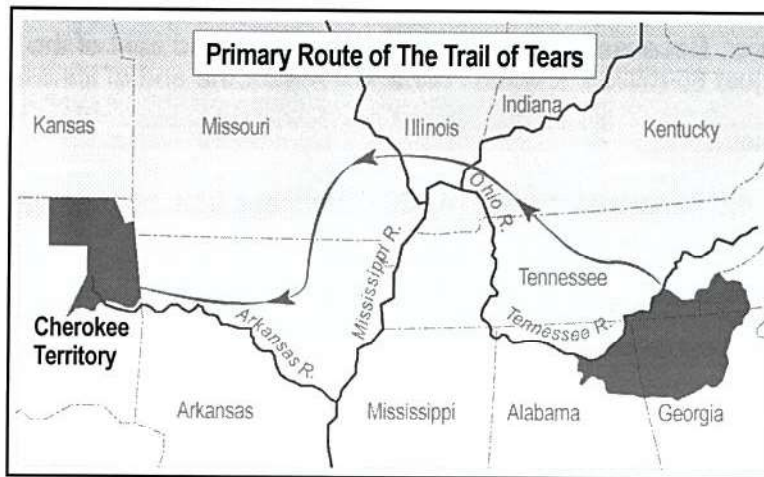 Primary Route of The Trail of Tears
Indiana
Kansas
Missouri
Illinois
Kentucky
Ohio R.
Mississippi R.
Tennessee
Tennessee R.
Cherokee
Territory
Arkansas R.
Arkansas
Mississippi
Alabama
Georgia